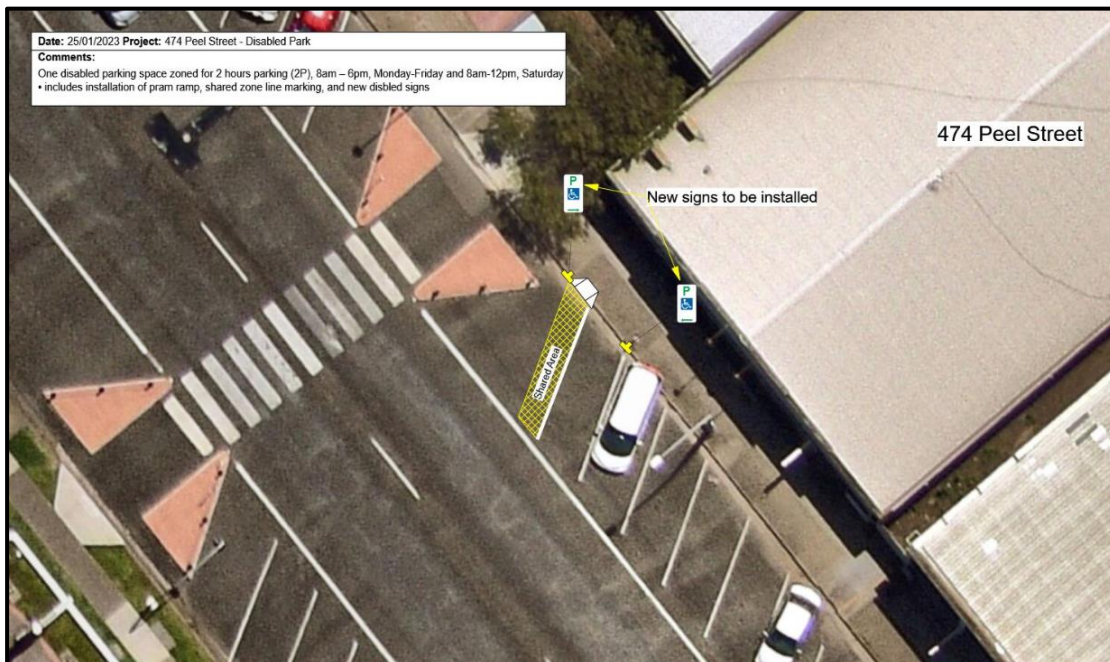 Date: 25/01/2023 Project: 474 Peel Street - Disabled Park
Comments:
One disabled parking space zoned for 2 hours parking (2P), 8am – 6pm, Monday-Friday and 8am-12pm, Saturday
• includes installation of pram ramp, shared zone line marking, and new disbled signs
474 Peel Street
P
New signs to be installed
P
Shared Area